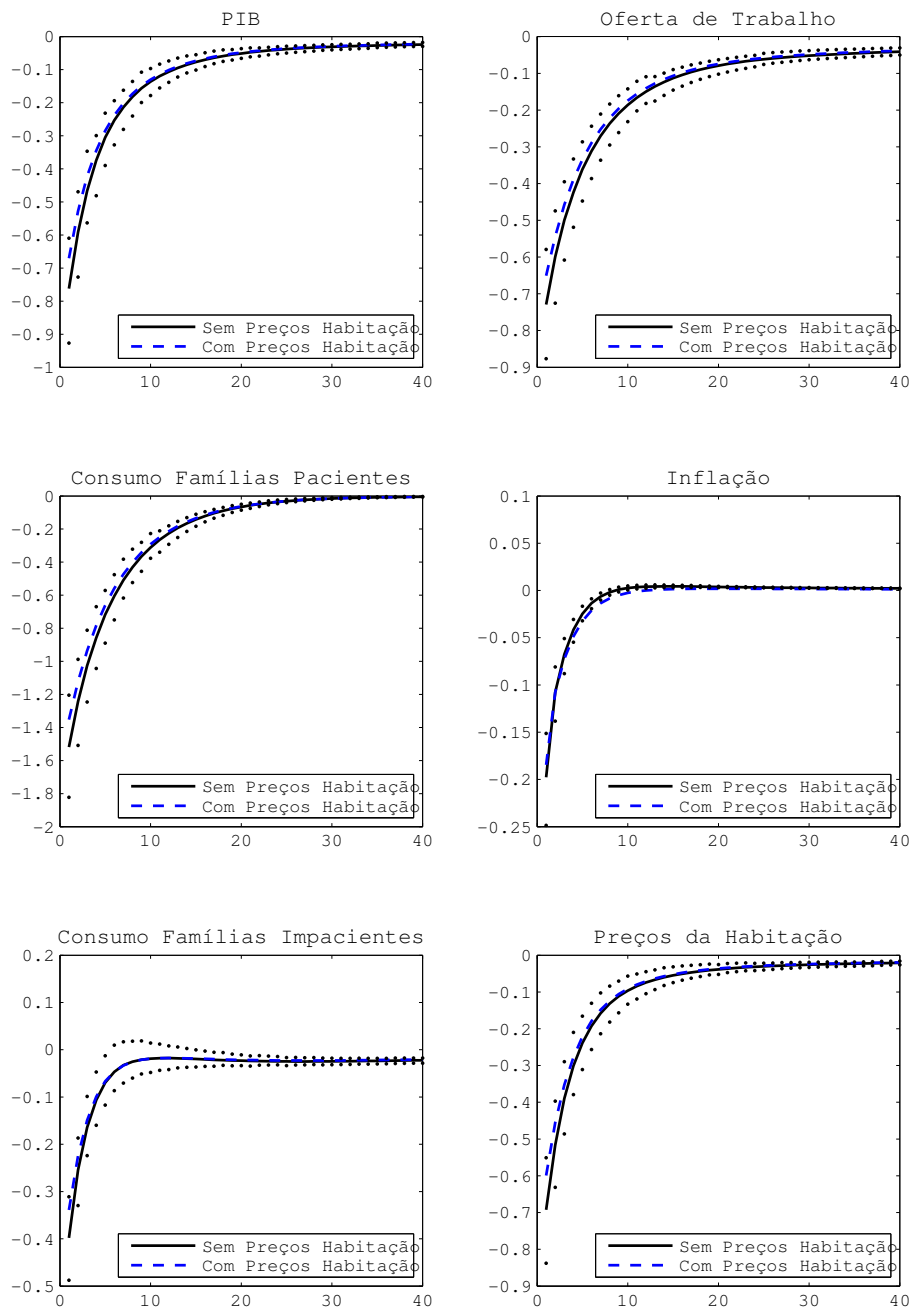 PIB
0
−0.1
−0.2
−0.3
−0.4
−0.5
−0.6
−0.7
−0.8
−0.9
−1
0 10 20 30 40
Sem Preços Habitação
Com Preços Habitação
Oferta de Trabalho
0
−0.1
−0.2
−0.3
−0.4
−0.5
−0.6
−0.7
−0.8
−0.9
0 10 20 30 40
Sem Preços Habitação
Com Preços Habitação
Consumo Famílias Pacientes
0
−0.2
−0.4
−0.6
−0.8
−1
−1.2
−1.4
−1.6
−1.8
−2
0 10 20 30 40
Sem Preços Habitação
Com Preços Habitação
Inflação
0.1
0.05
0
−0.05
−0.1
−0.15
−0.2
−0.25
0 10 20 30 40
Sem Preços Habitação
Com Preços Habitação
Consumo Famílias Impacientes
0.2
0.1
0
−0.1
−0.2
−0.3
−0.4
−0.5
0 10 20 30 40
Sem Preços Habitação
Com Preços Habitação
Preços da Habitação
0
−0.1
−0.2
−0.3
−0.4
−0.5
−0.6
−0.7
−0.8
−0.9
0 10 20 30 40
Sem Preços Habitação
Com Preços Habitação